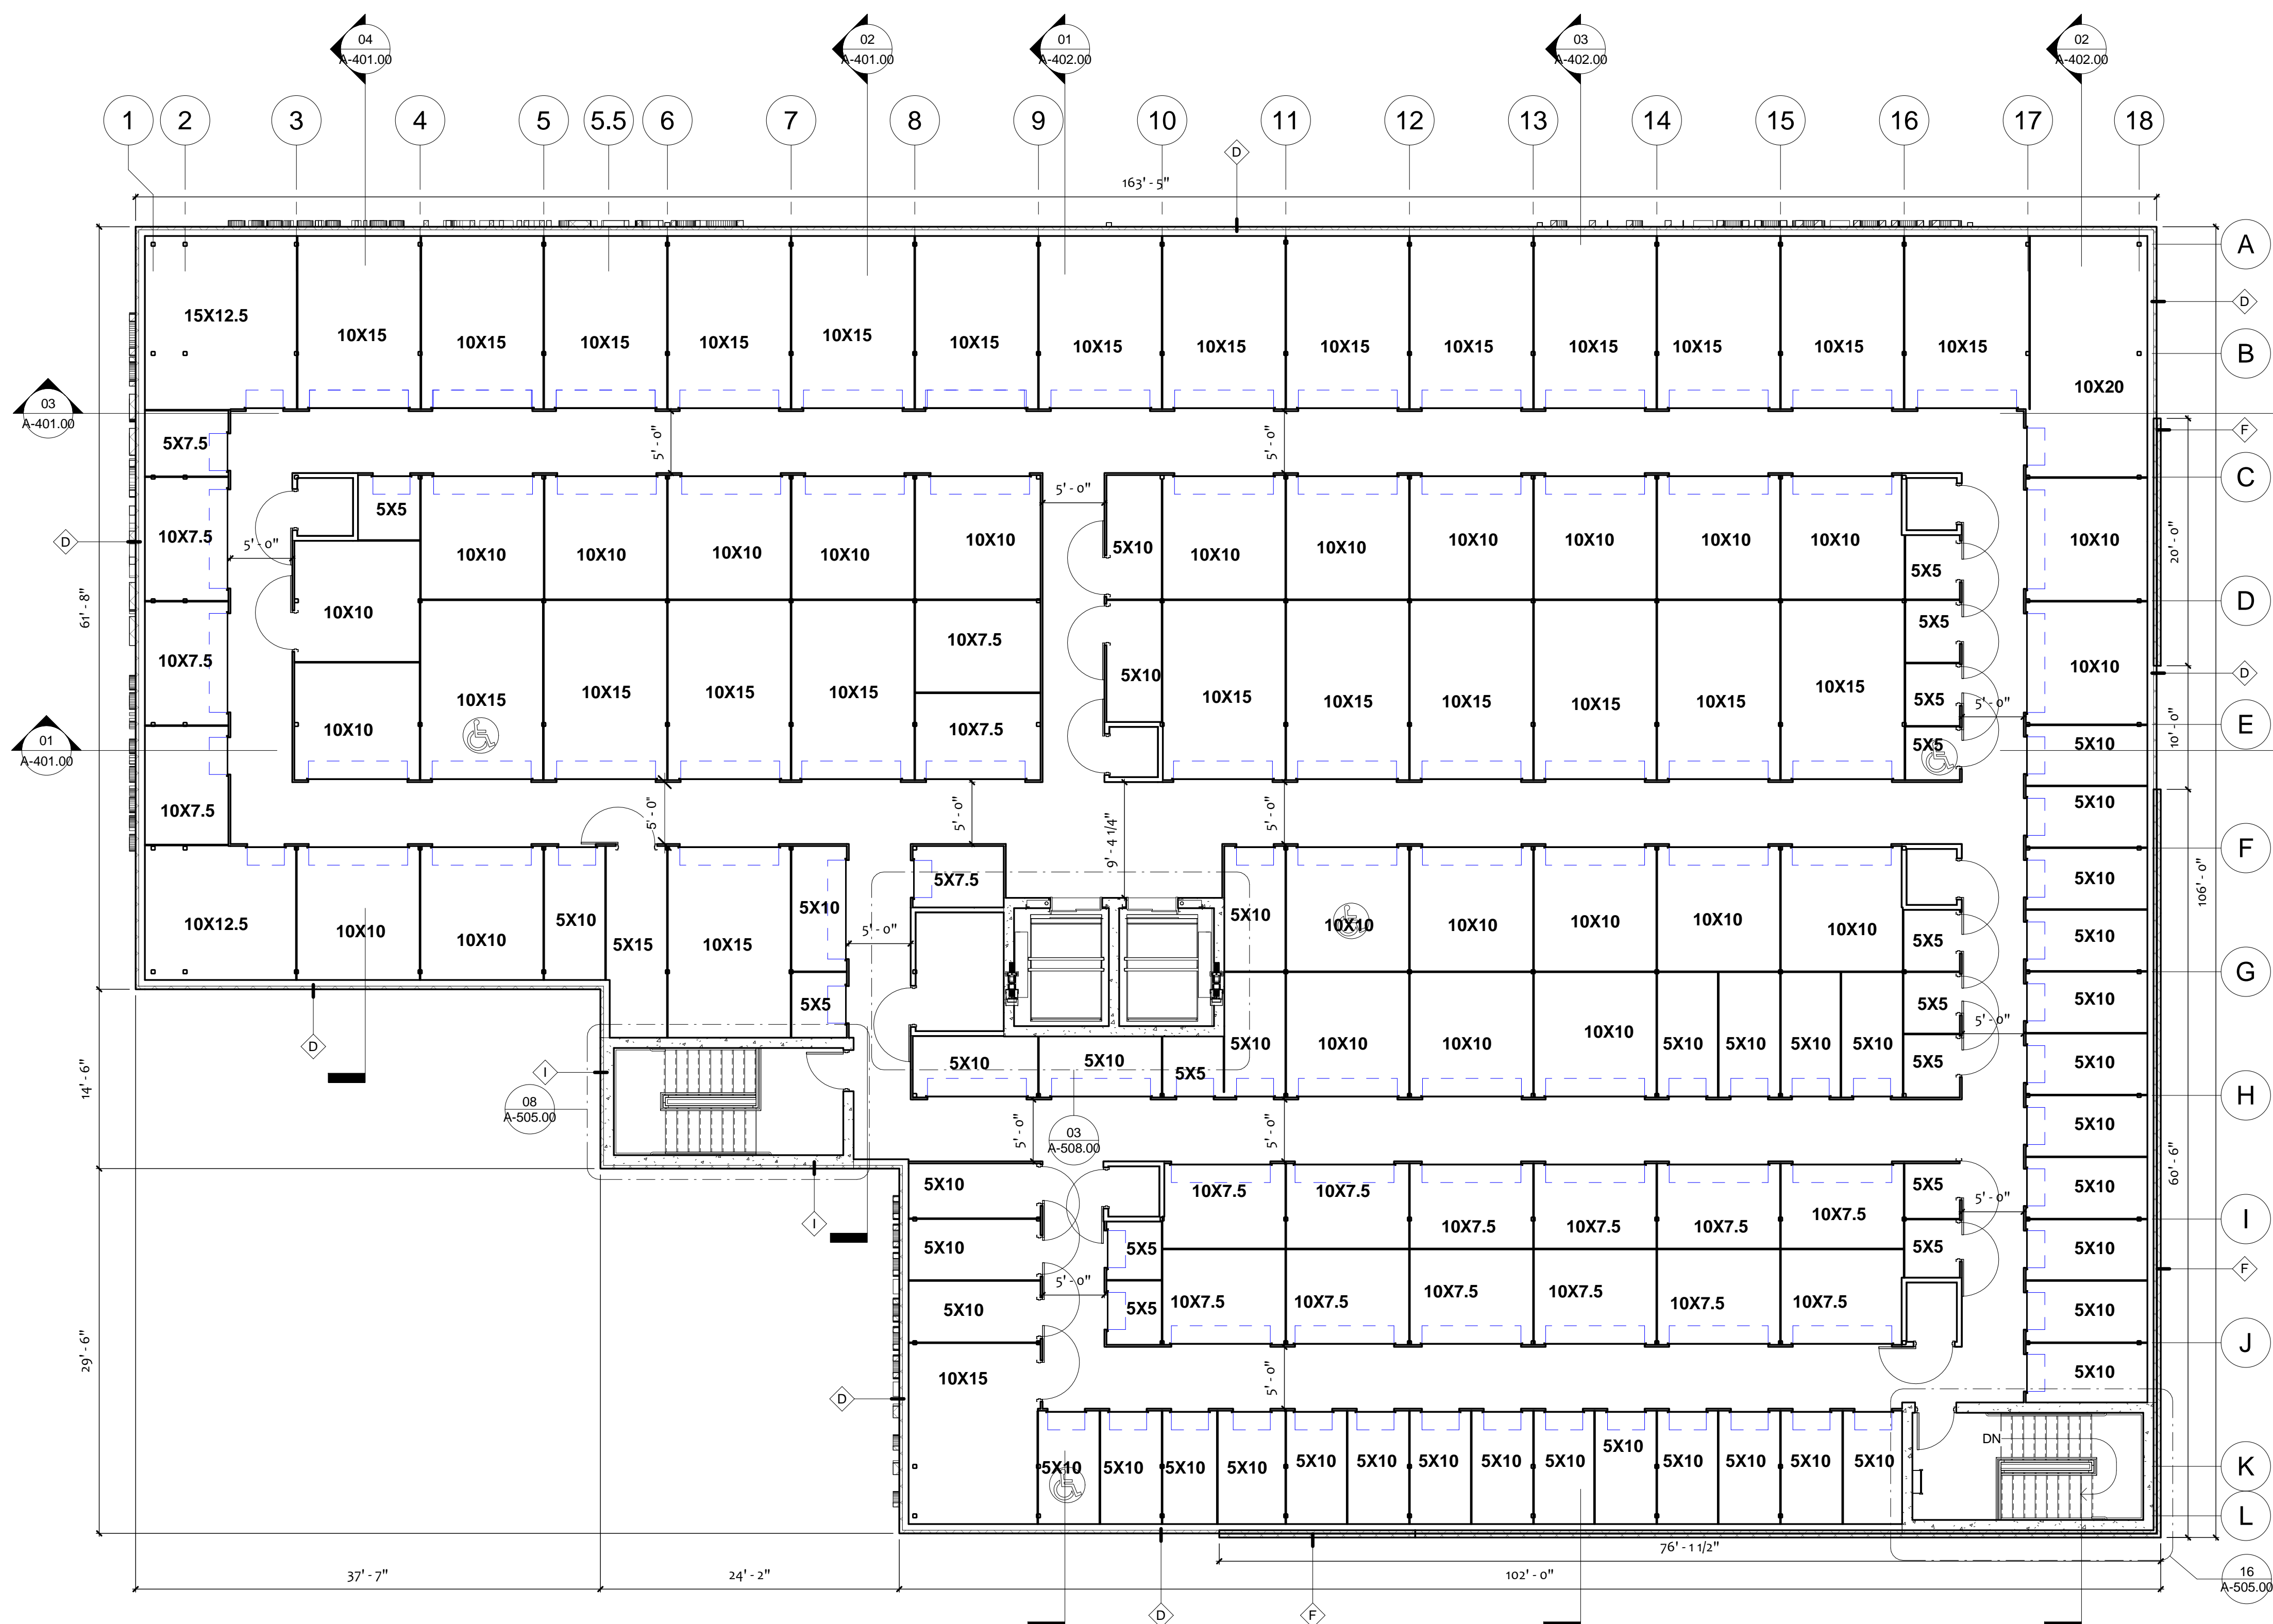 04
A-401.00
02
A-401.00
01
A-402.00
03
A-402.00
02
A-402.00
1 2 3 4 5 5.5 6 7 8 9 10 11 12 13 14 15 16 17 18
D
163' - 5"
A
D
15X12.5 10X15 10X15 10X15 10X15 10X15 10X15 10X15 10X15 10X15 10X15 10X15 10X15 10X15 10X15
B
10X20
03
A-401.00
5X7.5
5' - 0"
5' - 0"
F
C
5X5
5' - 0"
D
10X7.5
5' - 0"
10X10 10X10 10X10 10X10 10X10
5X10
10X10 10X10 10X10 10X10 10X10 10X10
5X5
10X10
20' - 0"
61' - 8"
10X10
D
5X5
10X7.5
10X7.5
5X10
10X10
D
10X15 10X15 10X15 10X15
10X15 10X15 10X15 10X15 10X15 10X15
5X5
5' - 0"
10X10
10X7.5
E
01
A-401.00
5X5
5X10
10' - 0"
10X7.5
5' - 0"
5' - 0"
9' - 4 1/4"
5' - 0"
5X10
F
106' - 0"
5X7.5
5X10
10X12.5 10X10 10X10 5X10 5X15 10X15 5X10
5' - 0"
5X10
10X10 10X10 10X10 10X10 10X10
5X5
5X10
G
5X5
5X5
5X10
5' - 0"
D
14' - 6"
I
5X10 5X10 5X5
5X10
10X10 10X10 10X10
5X10 5X10 5X10 5X10
5X5
5X10
08
A-505.00
H
03
A-508.00
5' - 0"
5' - 0"
5X10
60' - 6"
5X10
10X7.5 10X7.5
5X5
5' - 0"
5X10
I
I
10X7.5 10X7.5 10X7.5 10X7.5
5X10
5X5
5X5
5X10
F
5' - 0"
5X10
5X5
10X7.5 10X7.5 10X7.5 10X7.5 10X7.5 10X7.5
5X10
29' - 6"
J
10X15
5' - 0"
5X10
D
DN
5X10 5X10 5X10 5X10 5X10 5X10 5X10 5X10 5X10 5X10 5X10 5X10 5X10 5X10
K
L
76' - 1 1/2"
37' - 7"
24' - 2"
102' - 0"
16
A-505.00
D
F